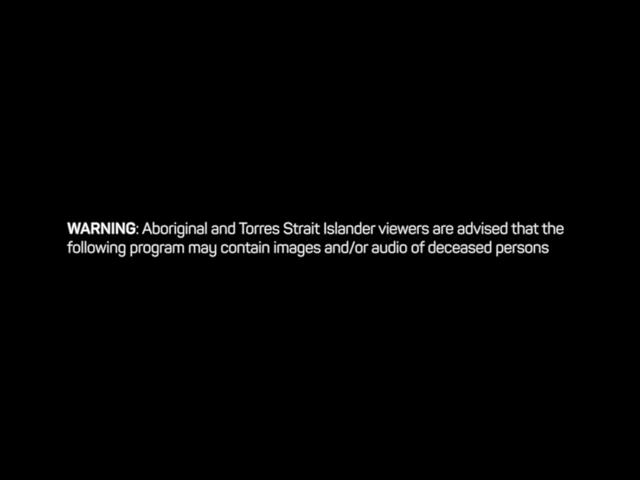 WARNING: Aboriginal and Torres Strait Islander viewers are advised that the
following program may contain images and/or audio of deceased persons